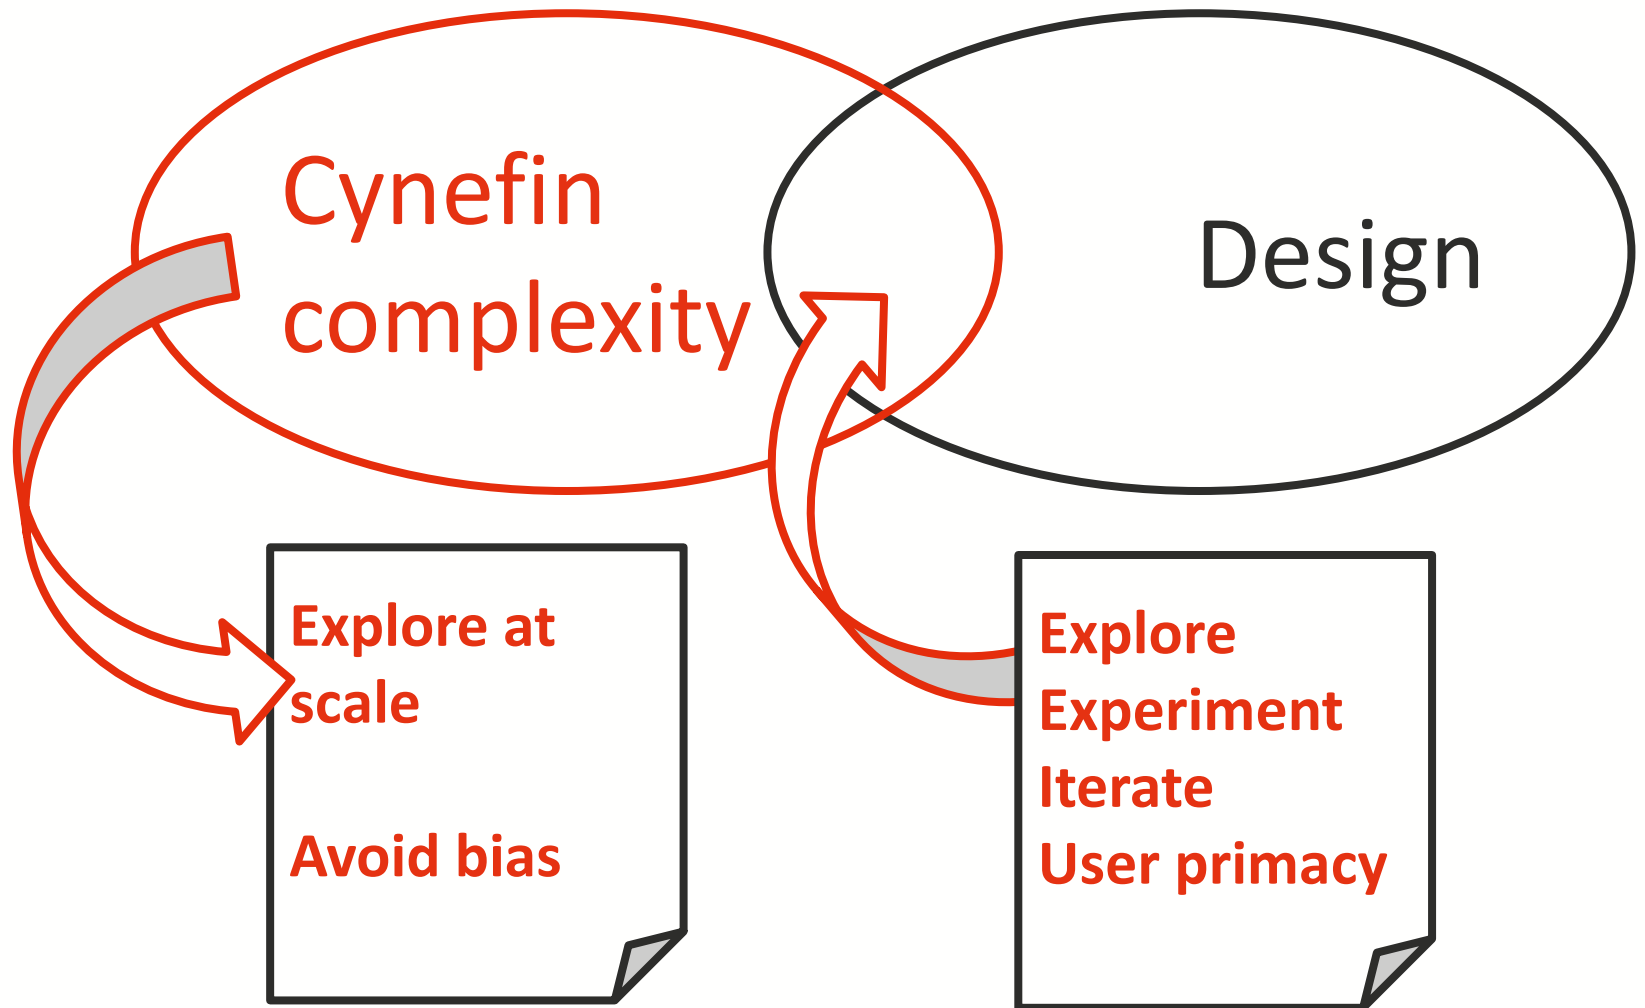 Cynefin
complexity
Design
Explore at
scale
Avoid bias
Explore
Experiment
Iterate
User primacy